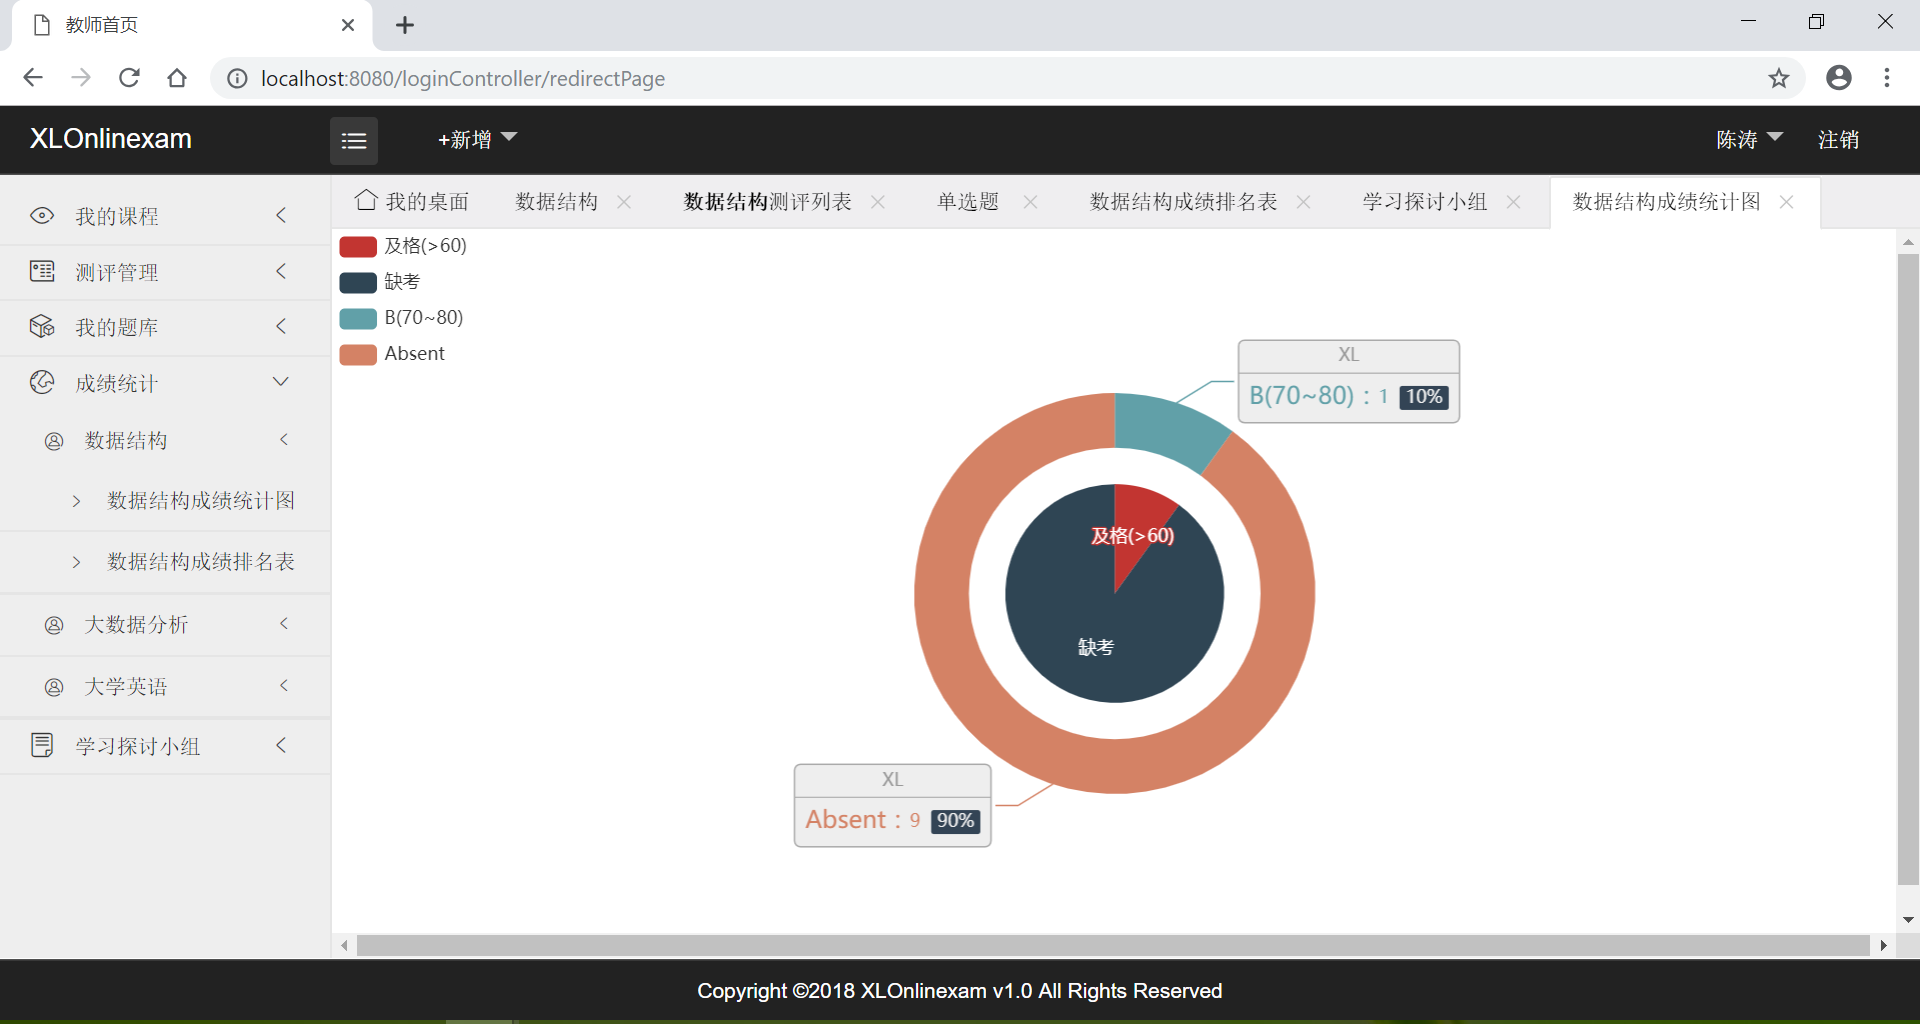 教师首页
localhost:8080/loginController/redirectPage
XLOnlinexam
+新增
陈涛
注销
我的桌面
数据结构
数据结构测评列表
单选题
数据结构成绩排名表
学习探讨小组
数据结构成绩统计图
我的课程
测评管理
我的题库
成绩统计
数据结构
数据结构成绩统计图
数据结构成绩排名表
大数据分析
大学英语
学习探讨小组
及格(>60)
缺考
B(70~80)
Absent
XL
B(70~80)：1 10%
及格(>60)
缺考
XL
Absent：9 90%
Copyright ©2018 XLOnlinexam v1.0 All Rights Reserved